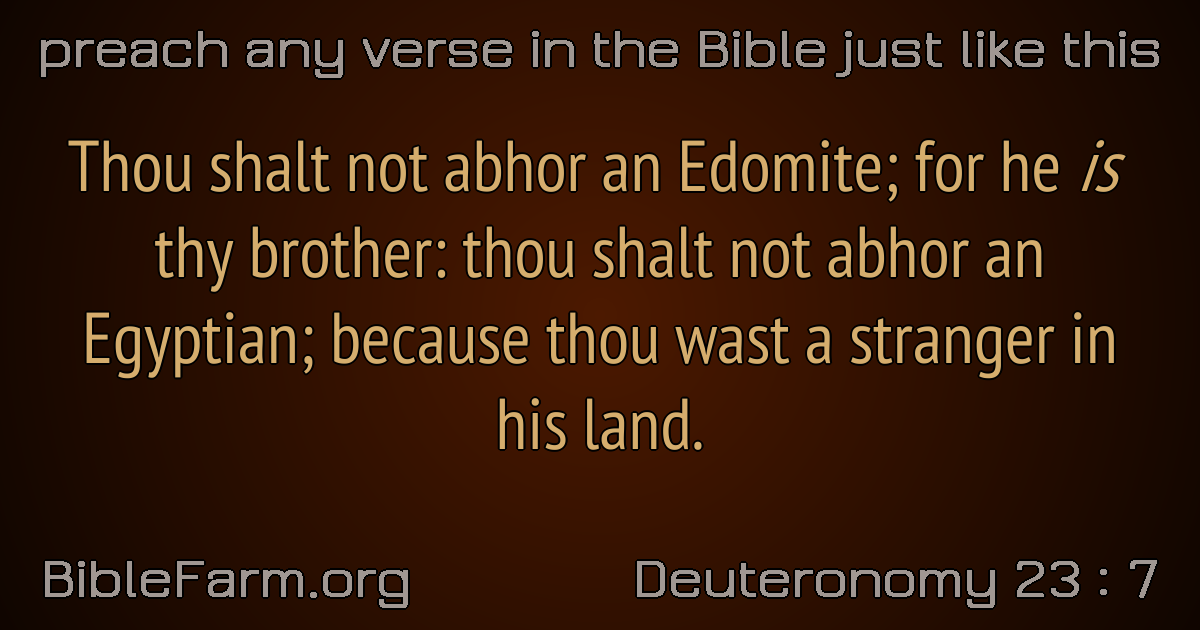 preach any verse in the Bible just like this
Thou shalt not abhor an Edomite; for he is
thy brother: thou shalt not abhor an
Egyptian; because thou wast a stranger in
his land.
BibleFarm.org
Deuteronomy 23 : 7